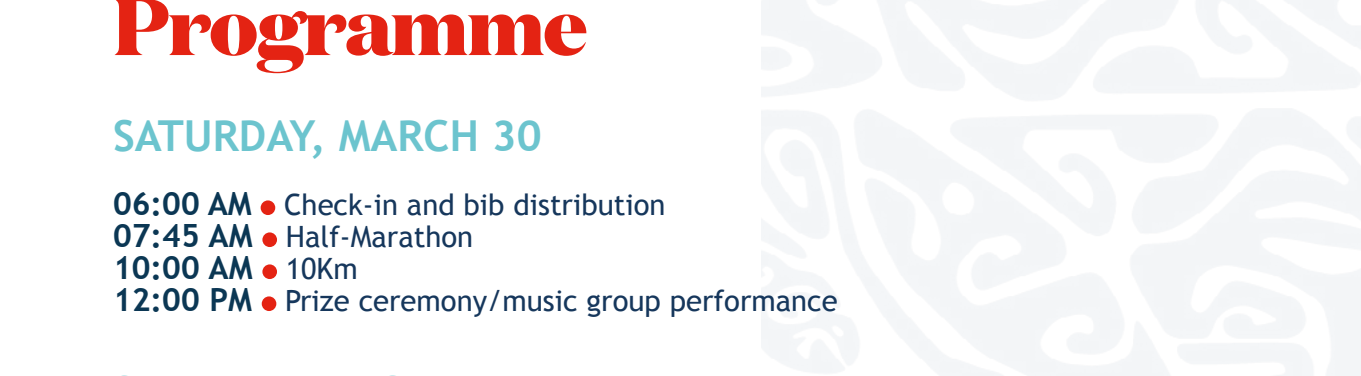 Programme
SATURDAY, MARCH 30
06:00 AM • Check-in and bib distribution
07:45 AM • Half-Marathon
10:00 AM • 10Km
12:00 PM • Prize ceremony/music group performance